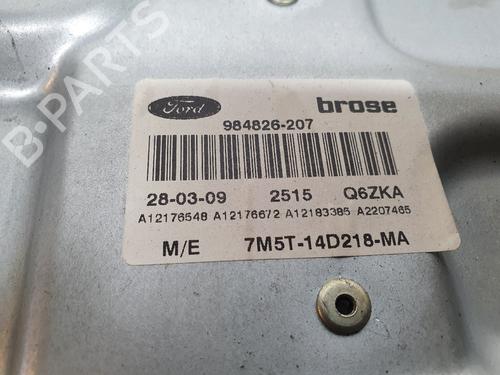 Ford brose
984826-207
28-03-09 2515 Q6ZKA
A12176548 A12176672 A12183385 A2207465
M/E 7M5T-14D218-MA
B-PARTS